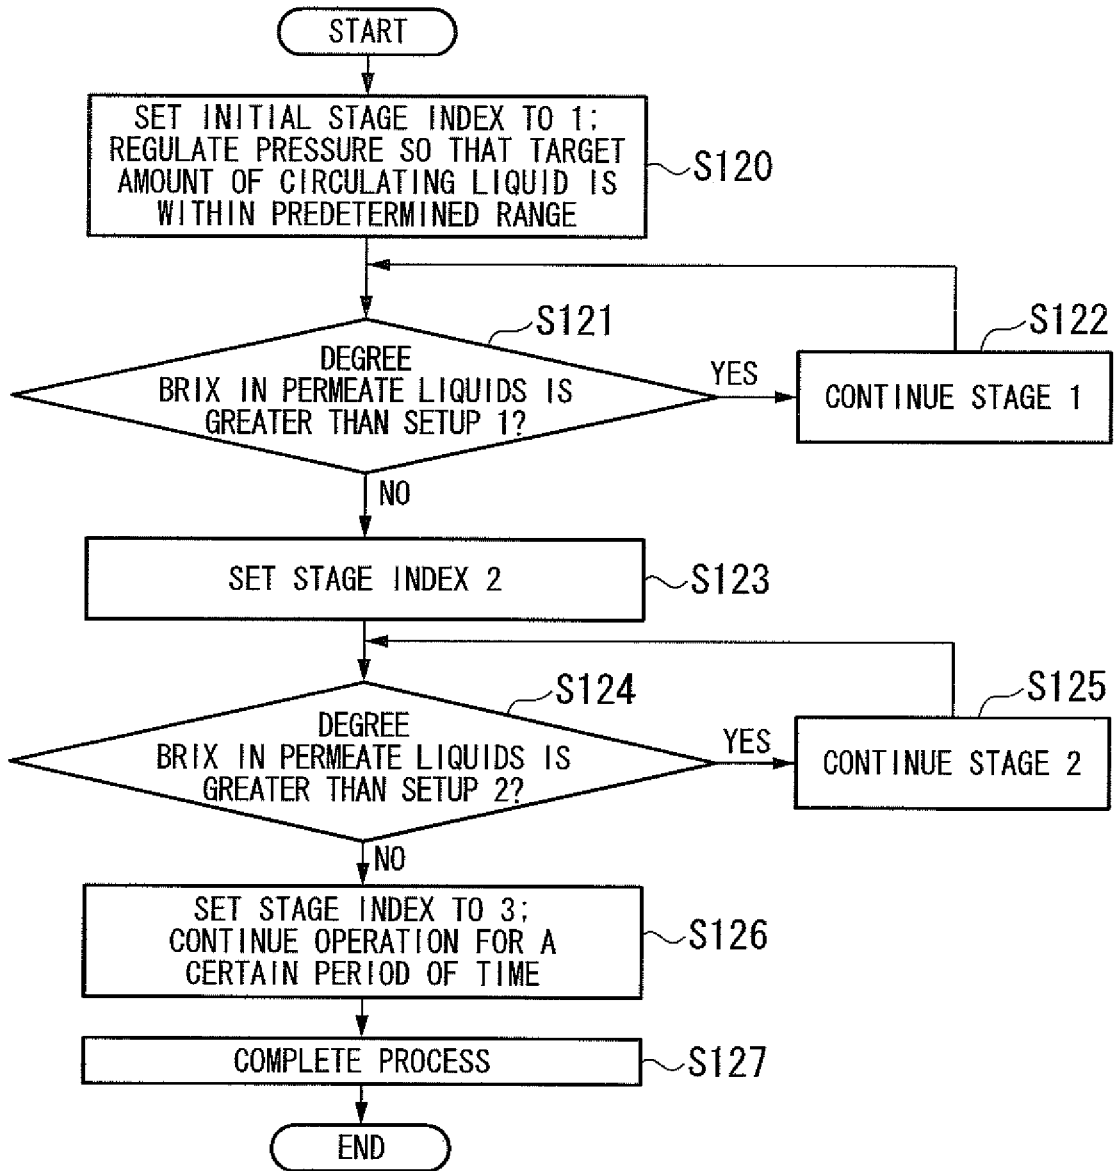 START
SET INITIAL STAGE INDEX TO 1;
REGULATE PRESSURE SO THAT TARGET
AMOUNT OF CIRCULATING LIQUID IS
WITHIN PREDETERMINED RANGE
S120
S121
DEGREE
BRIX IN PERMEATE LIQUIDS IS
GREATER THAN SETUP 1?
YES
S122
CONTINUE STAGE 1
NO
SET STAGE INDEX 2
S123
S124
DEGREE
BRIX IN PERMEATE LIQUIDS IS
GREATER THAN SETUP 2?
YES
S125
CONTINUE STAGE 2
NO
SET STAGE INDEX TO 3;
CONTINUE OPERATION FOR A
CERTAIN PERIOD OF TIME
S126
COMPLETE PROCESS
S127
END